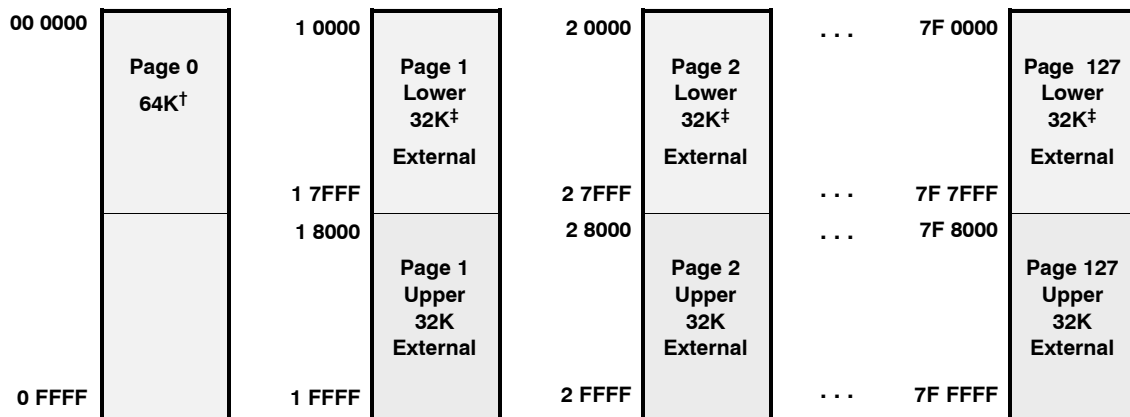 00 0000
1 0000
2 0000
. . .
7F 0000
Page 0
64K†
Page 1
Lower
32K‡
External
Page 2
Lower
32K‡
External
Page 127
Lower
32K‡
External
1 7FFF
2 7FFF
. . .
7F 7FFF
1 8000
2 8000
. . .
7F 8000
Page 1
Upper
32K
External
Page 2
Upper
32K
External
Page 127
Upper
32K
External
0 FFFF
1 FFFF
2 FFFF
. . .
7F FFFF